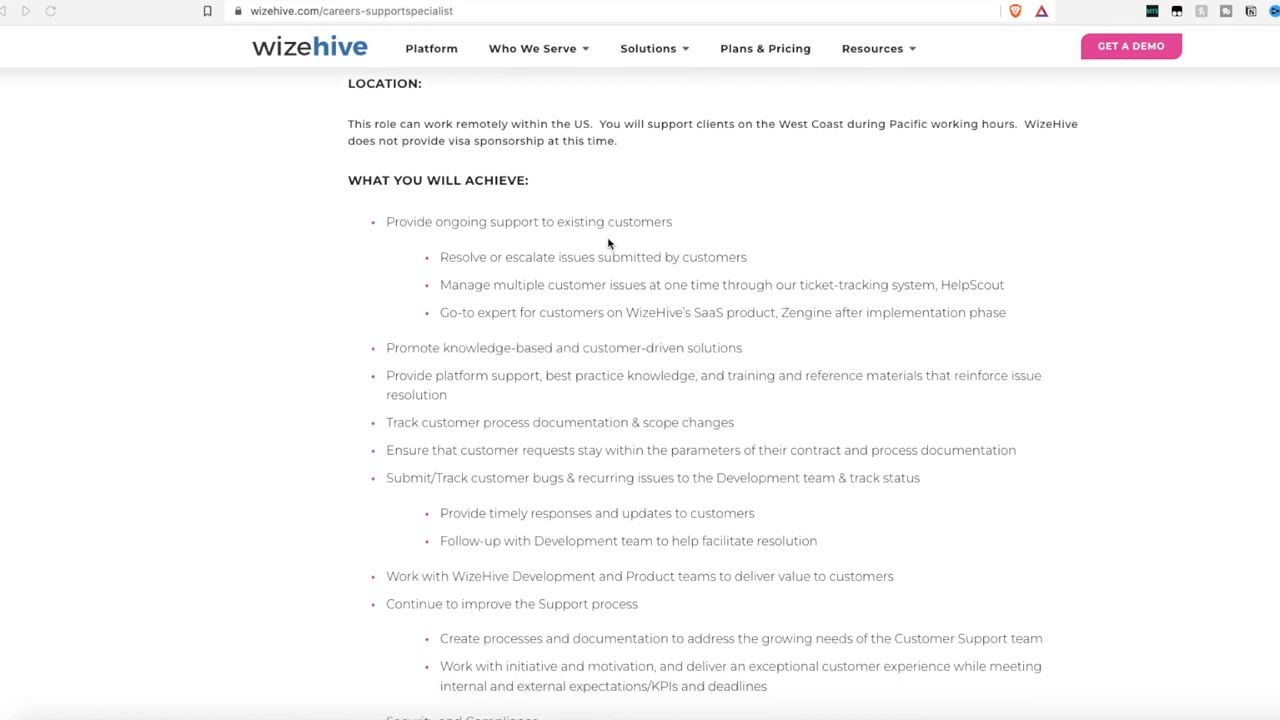 wizehive.com/careers-supportspecialist
wizehive
Platform
Who We Serve
Solutions
Plans & Pricing
Resources
GET A DEMO
LOCATION:
This role can work remotely within the US. You will support clients on the West Coast during Pacific working hours. WizeHive
does not provide visa sponsorship at this time.
WHAT YOU WILL ACHIEVE:
• Provide ongoing support to existing customers
• Resolve or escalate issues submitted by customers
• Manage multiple customer issues at one time through our ticket-tracking system, HelpScout
• Go-to expert for customers on WizeHive's SaaS product, Zengine after implementation phase
• Promote knowledge-based and customer-driven solutions
• Provide platform support, best practice knowledge, and training and reference materials that reinforce issue
resolution
• Track customer process documentation & scope changes
• Ensure that customer requests stay within the parameters of their contract and process documentation
• Submit/Track customer bugs & recurring issues to the Development team & track status
• Provide timely responses and updates to customers
• Follow-up with Development team to help facilitate resolution
• Work with WizeHive Development and Product teams to deliver value to customers
• Continue to improve the Support process
• Create processes and documentation to address the growing needs of the Customer Support team
• Work with initiative and motivation, and deliver an exceptional customer experience while meeting
internal and external expectations/KPIs and deadlines